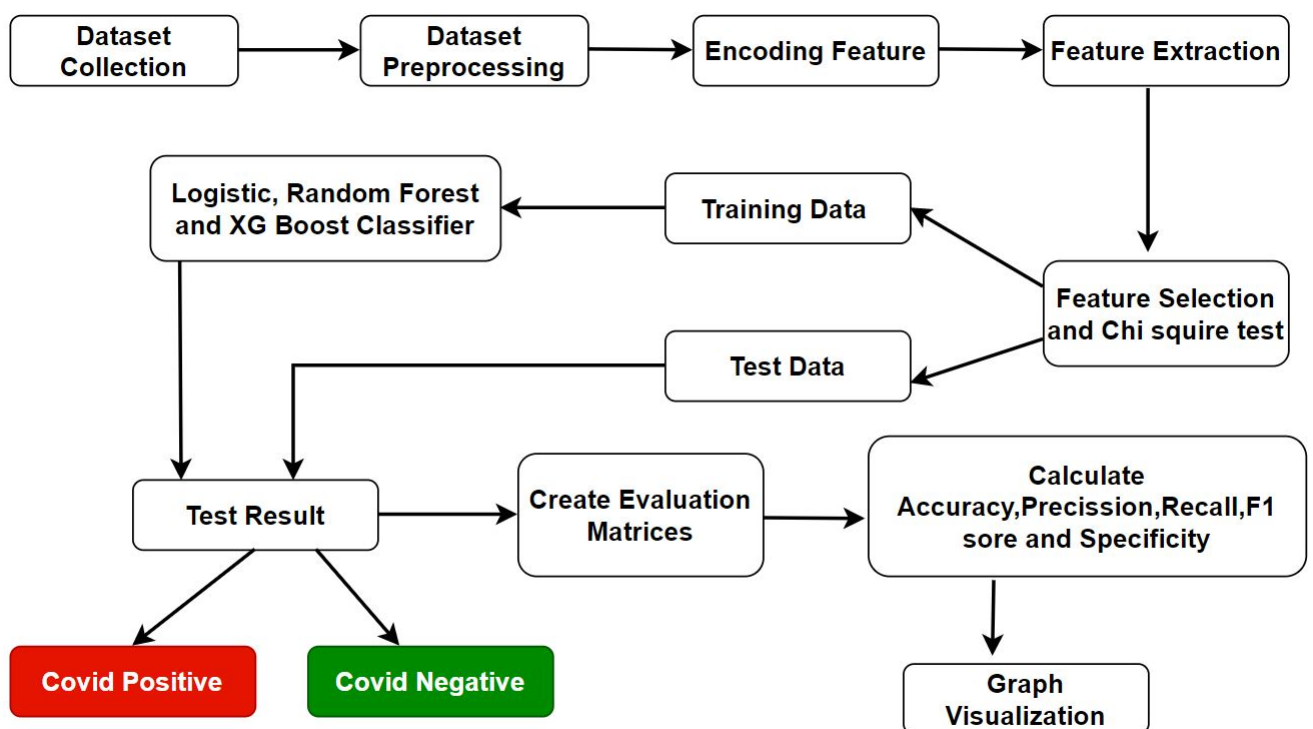 Dataset
Collection
Dataset
Preprocessing
Encoding Feature
Feature Extraction
Logistic, Random Forest
and XG Boost Classifier
Training Data
Feature Selection
and Chi squire test
Test Data
Test Result
Create Evaluation
Matrices
Calculate
Accuracy,Precission,Recall,F1
sore and Specificity
Covid Positive
Covid Negative
Graph
Visualization